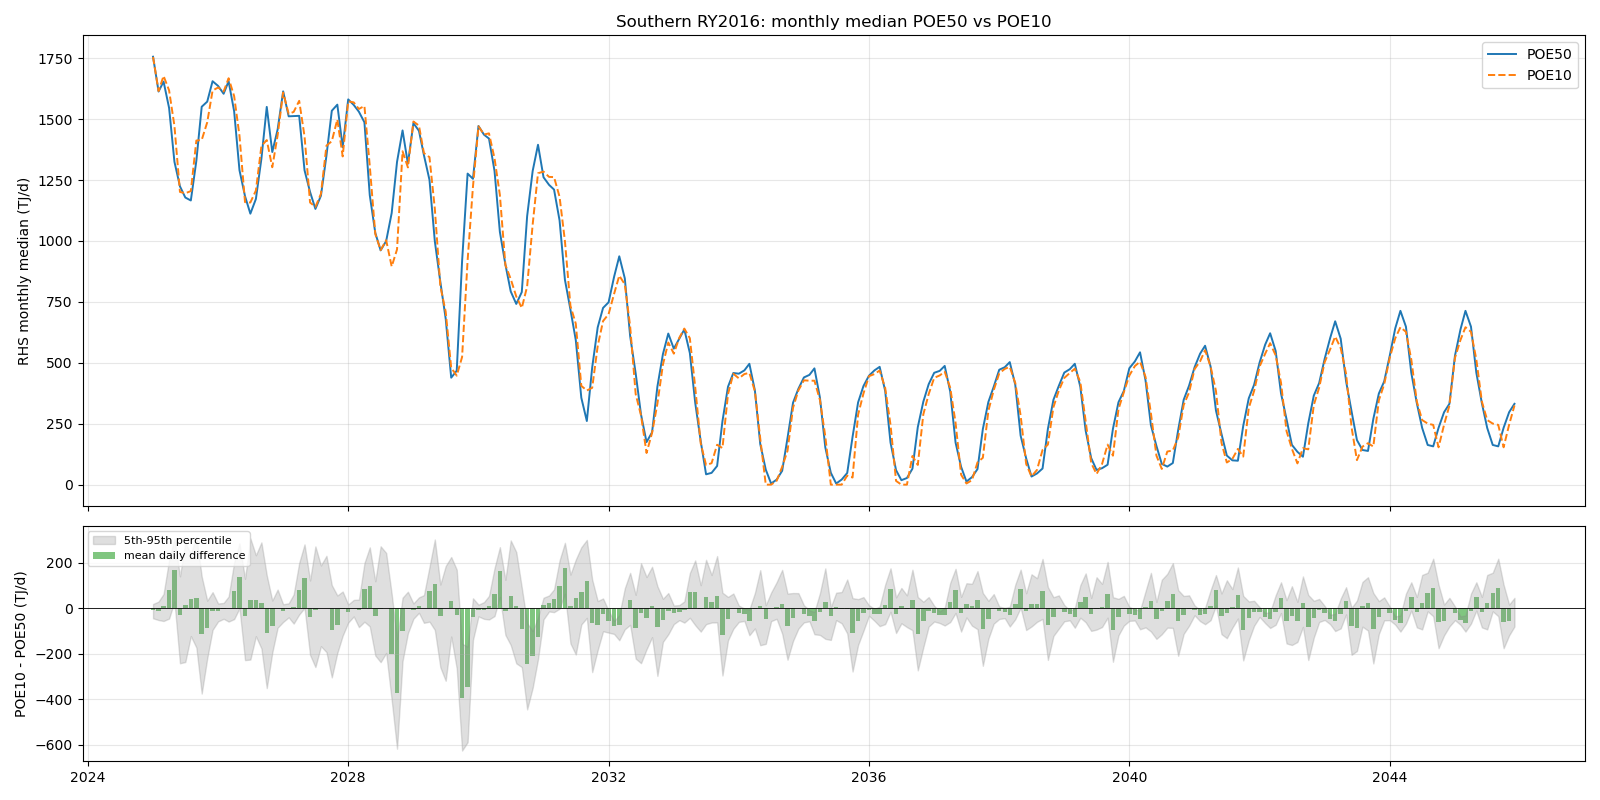 Southern RY2016: monthly median POE50 vs POE10
RHS monthly median (TJ/d)
1750
1500
1250
1000
750
500
250
0
POE50
POE10
POE10 - POE50 (TJ/d)
200
0
−200
−400
−600
5th-95th percentile
mean daily difference
2024
2028
2032
2036
2040
2044